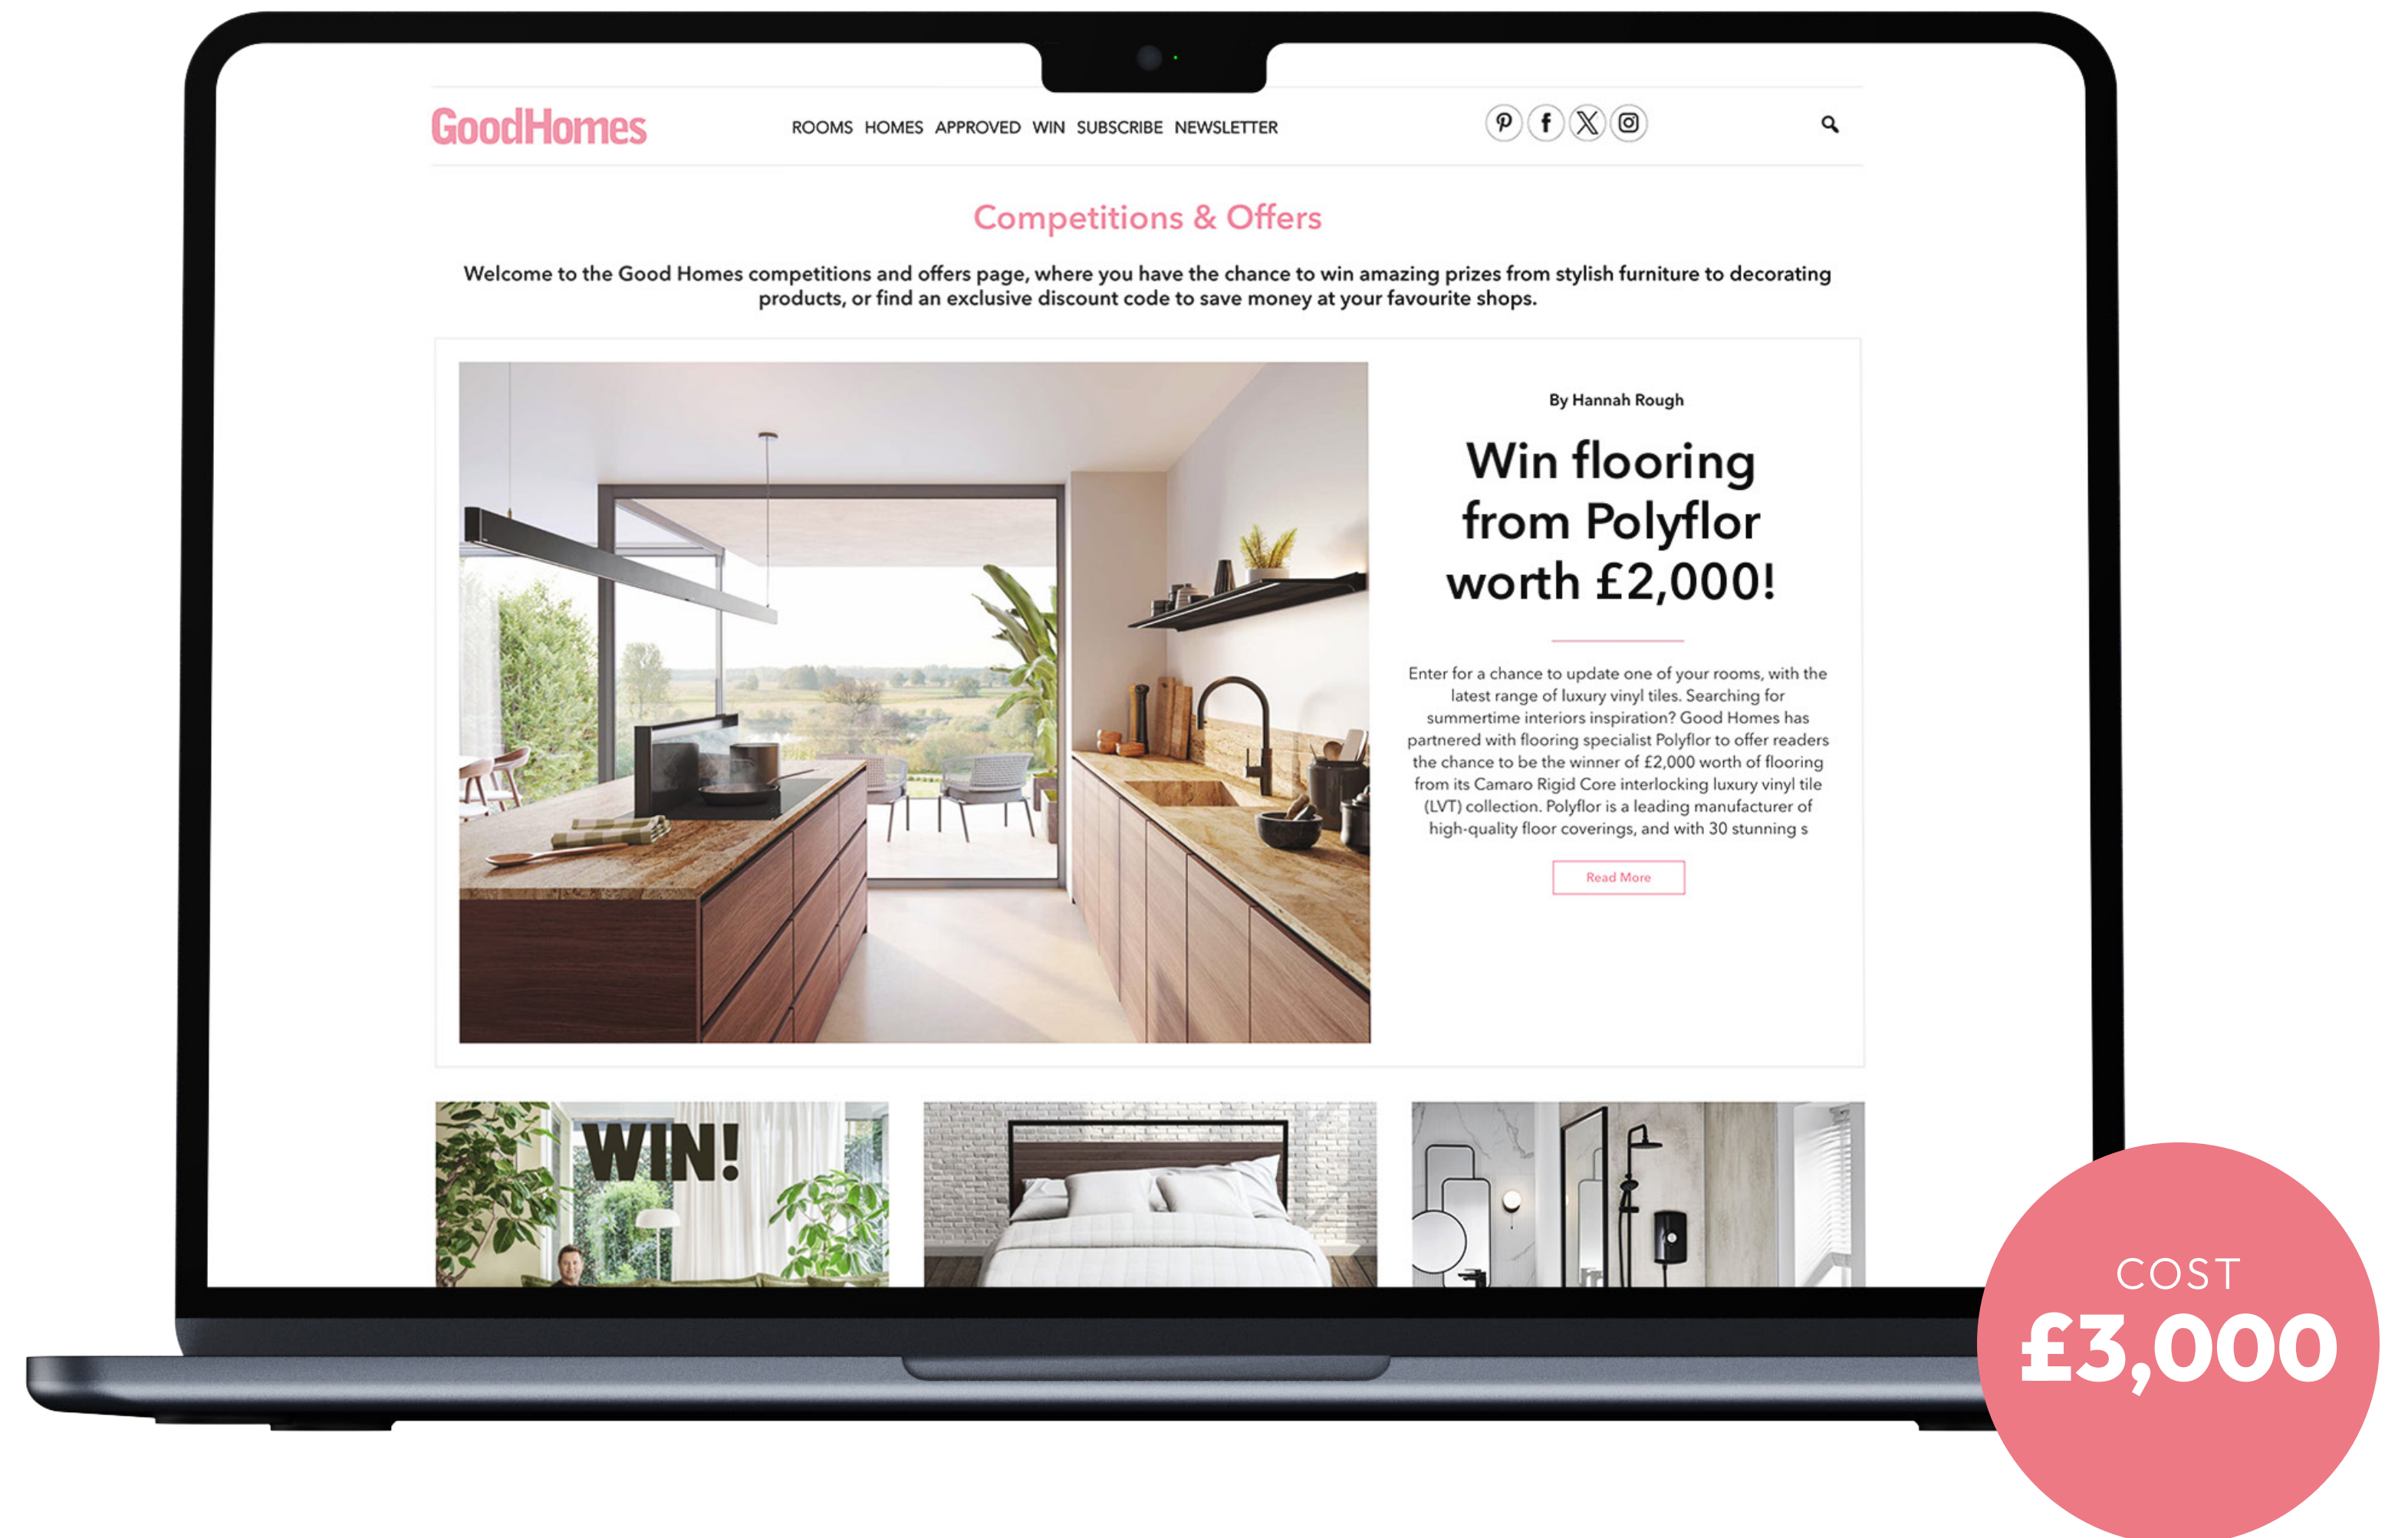 GoodHomes
ROOMS HOMES APPROVED WIN SUBSCRIBE NEWSLETTER
Competitions & Offers
Welcome to the Good Homes competitions and offers page, where you have the chance to win amazing prizes from stylish furniture to decorating
products, or find an exclusive discount code to save money at your favourite shops.
By Hannah Rough
Win flooring
from Polyflor
worth £2,000!
Enter for a chance to update one of your rooms, with the
latest range of luxury vinyl tiles. Searching for
summertime interiors inspiration? Good Homes has
partnered with flooring specialist Polyflor to offer readers
the chance to be the winner of £2,000 worth of flooring
from its Camaro Rigid Core interlocking luxury vinyl tile
(LVT) collection. Polyflor is a leading manufacturer of
high-quality floor coverings, and with 30 stunning s
Read More
WIN!
COST
£3,000